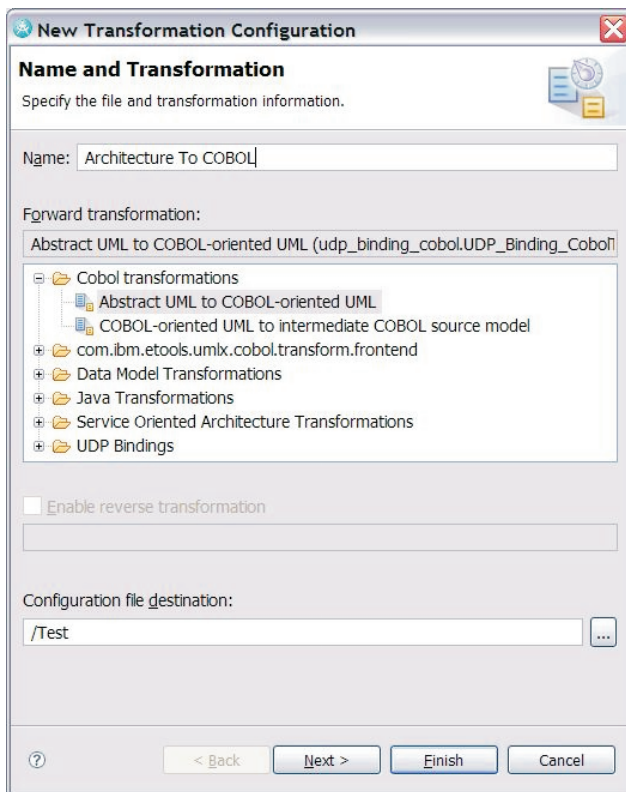 New Transformation Configuration
Name and Transformation
Specify the file and transformation information.
Name: Architecture To COBOL
Forward transformation:
Abstract UML to COBOL-oriented UML (udp_binding_cobol.UDP_Binding_CobolT
Cobol transformations
Abstract UML to COBOL-oriented UML
COBOL-oriented UML to intermediate COBOL source model
com.ibm.etools.umlx.cobol.transform.frontend
Data Model Transformations
Java Transformations
Service Oriented Architecture Transformations
UDP Bindings
Enable reverse transformation
Configuration file destination:
/Test ...
? < Back Next > Finish Cancel